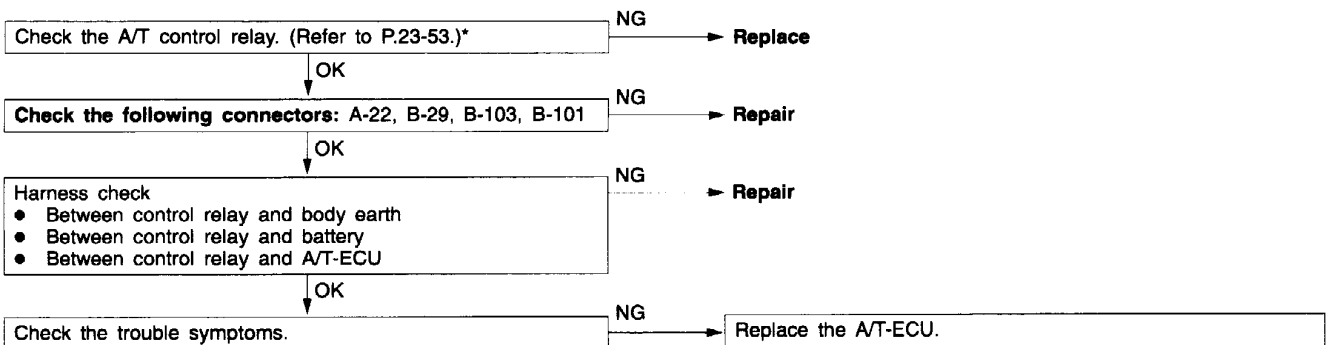 Check the A/T control relay. (Refer to P.23-53.)*
NG
Replace
OK
Check the following connectors: A-22, B-29, B-103, B-101
NG
Repair
OK
Harness check
● Between control relay and body earth
● Between control relay and battery
● Between control relay and A/T-ECU
NG
Repair
OK
Check the trouble symptoms.
NG
Replace the A/T-ECU.